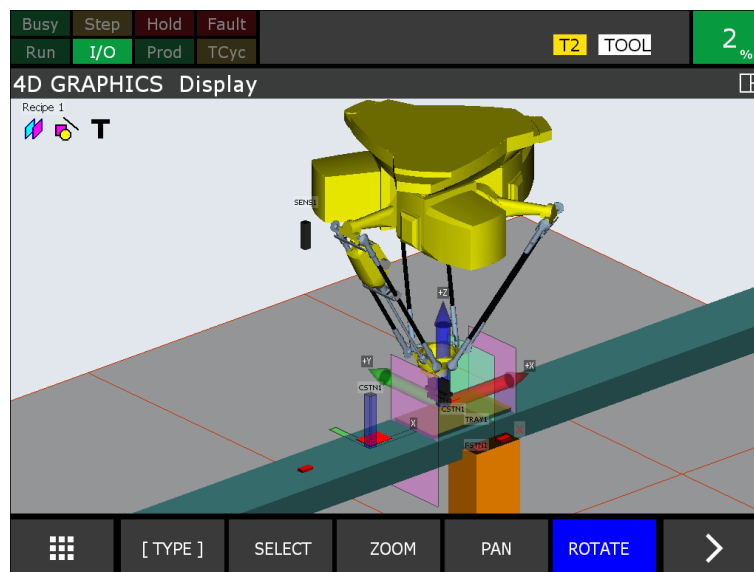 Busy Step Hold Fault
Run I/O Prod TCyc
T2 TOOL
2 %
4D GRAPHICS Display
Recipe 1
T
SENS1
+Z
+Y
+X
CSTN1
CSTN1
X
TRAY1
X
FSTN1
[ TYPE ] SELECT ZOOM PAN ROTATE